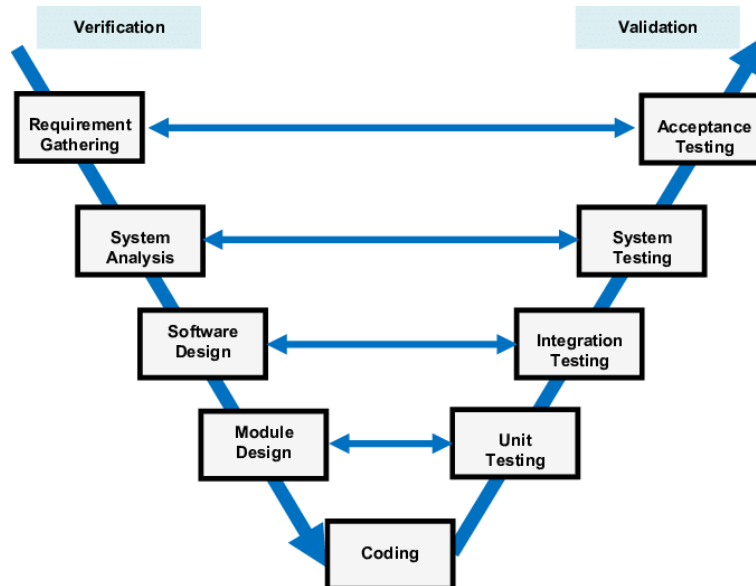 Verification
Validation
Requirement
Gathering
Acceptance
Testing
System
Analysis
System
Testing
Software
Design
Integration
Testing
Module
Design
Unit
Testing
Coding